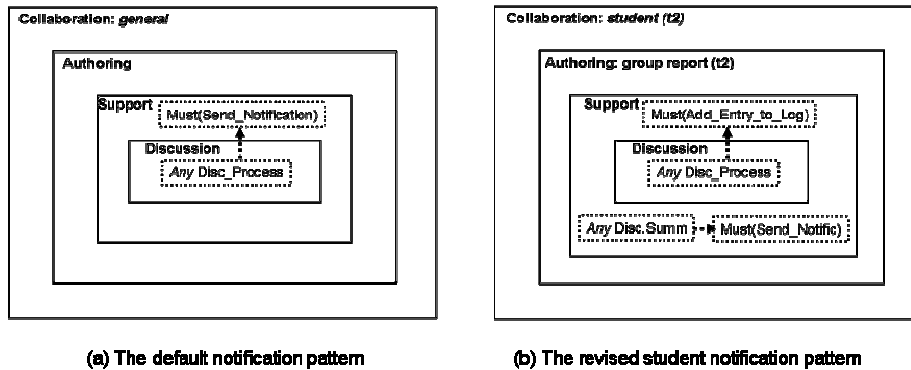 Collaboration: general
Authoring
Support
Must(Send_Notification)
Discussion
Any Disc_Process
(a) The default notification pattern
Collaboration: student (t2)
Authoring: group report (t2)
Support
Must(Add_Entry_to_Log)
Discussion
Any Disc_Process
Any Disc.Summ
Must(Send_Notific)
(b) The revised student notification pattern